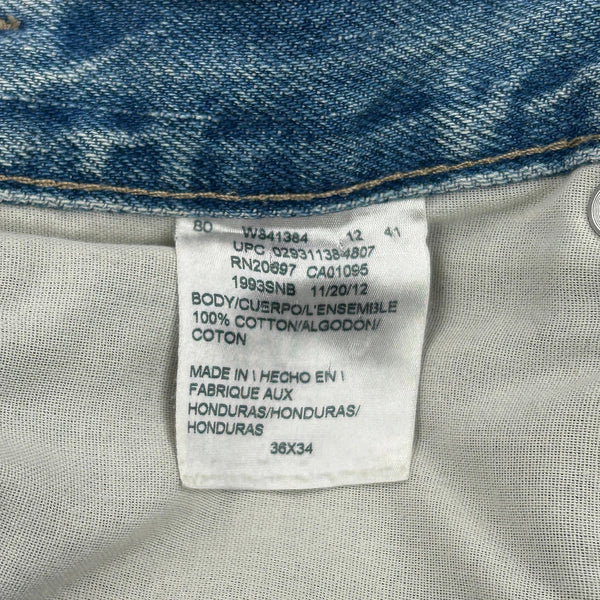 80 W841384 12 41
UPC 029311384807
RN20697 CA01095
1993SNB 11/20/12
BODY/CUERPO/L'ENSEMBLE
100% COTTON/ALGODÓN/
COTON
MADE IN \ HECHO EN \
FABRIQUE AUX
HONDURAS/HONDURAS/
HONDURAS
36X34